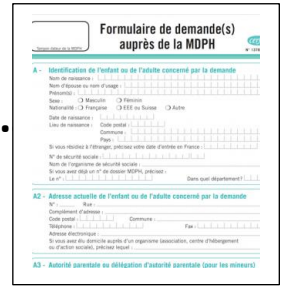 Formulaire de demande(s)
auprès de la MDPH
Tampon dateur de la MDPH
A - Identification de l'enfant ou de l'adulte concerné par la demande
Nom de naissance :
Nom d'épouse ou nom d'usage :
Prénom(s) :
Sexe : Masculin Féminin
Nationalité : Française EEE ou Suisse Autre
Date de naissance :
Lieu de naissance : Code postal :
Commune :
Pays :
Si vous résidiez à l'étranger, précisez votre date d'entrée en France :
N° de sécurité sociale :
Nom de l'organisme de sécurité sociale :
Si vous avez déjà un n° de dossier MDPH, précisez :
Le n° : Dans quel département ?
A2 - Adresse actuelle de l'enfant ou de l'adulte concerné par la demande
N° : Rue :
Complément d'adresse :
Code postal : Commune :
Téléphone : Fax :
Adresse électronique :
Si vous avez élu domicile auprès d'un organisme (association, centre d'hébergement
ou d'action sociale), précisez lequel :
A3 - Autorité parentale ou délégation d'autorité parentale (pour les mineurs)